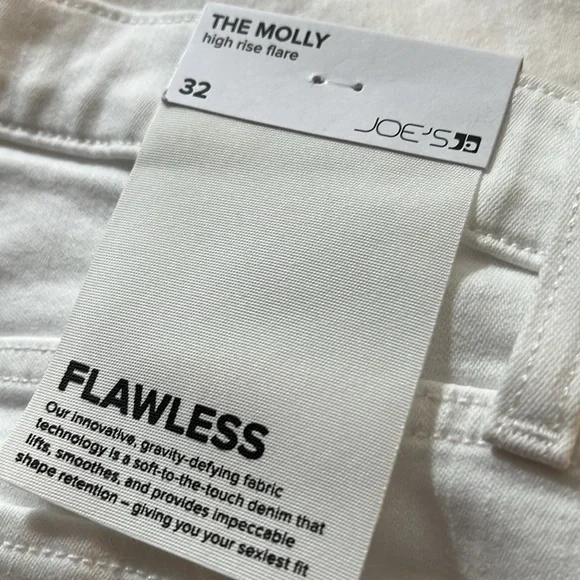 THE MOLLY
high rise flare
32
JOE'S
FLAWLESS
Our innovative, gravity-defying fabric
technology is a soft-to-the-touch denim that
lifts, smoothes, and provides impeccable
shape retention – giving you your sexiest fit